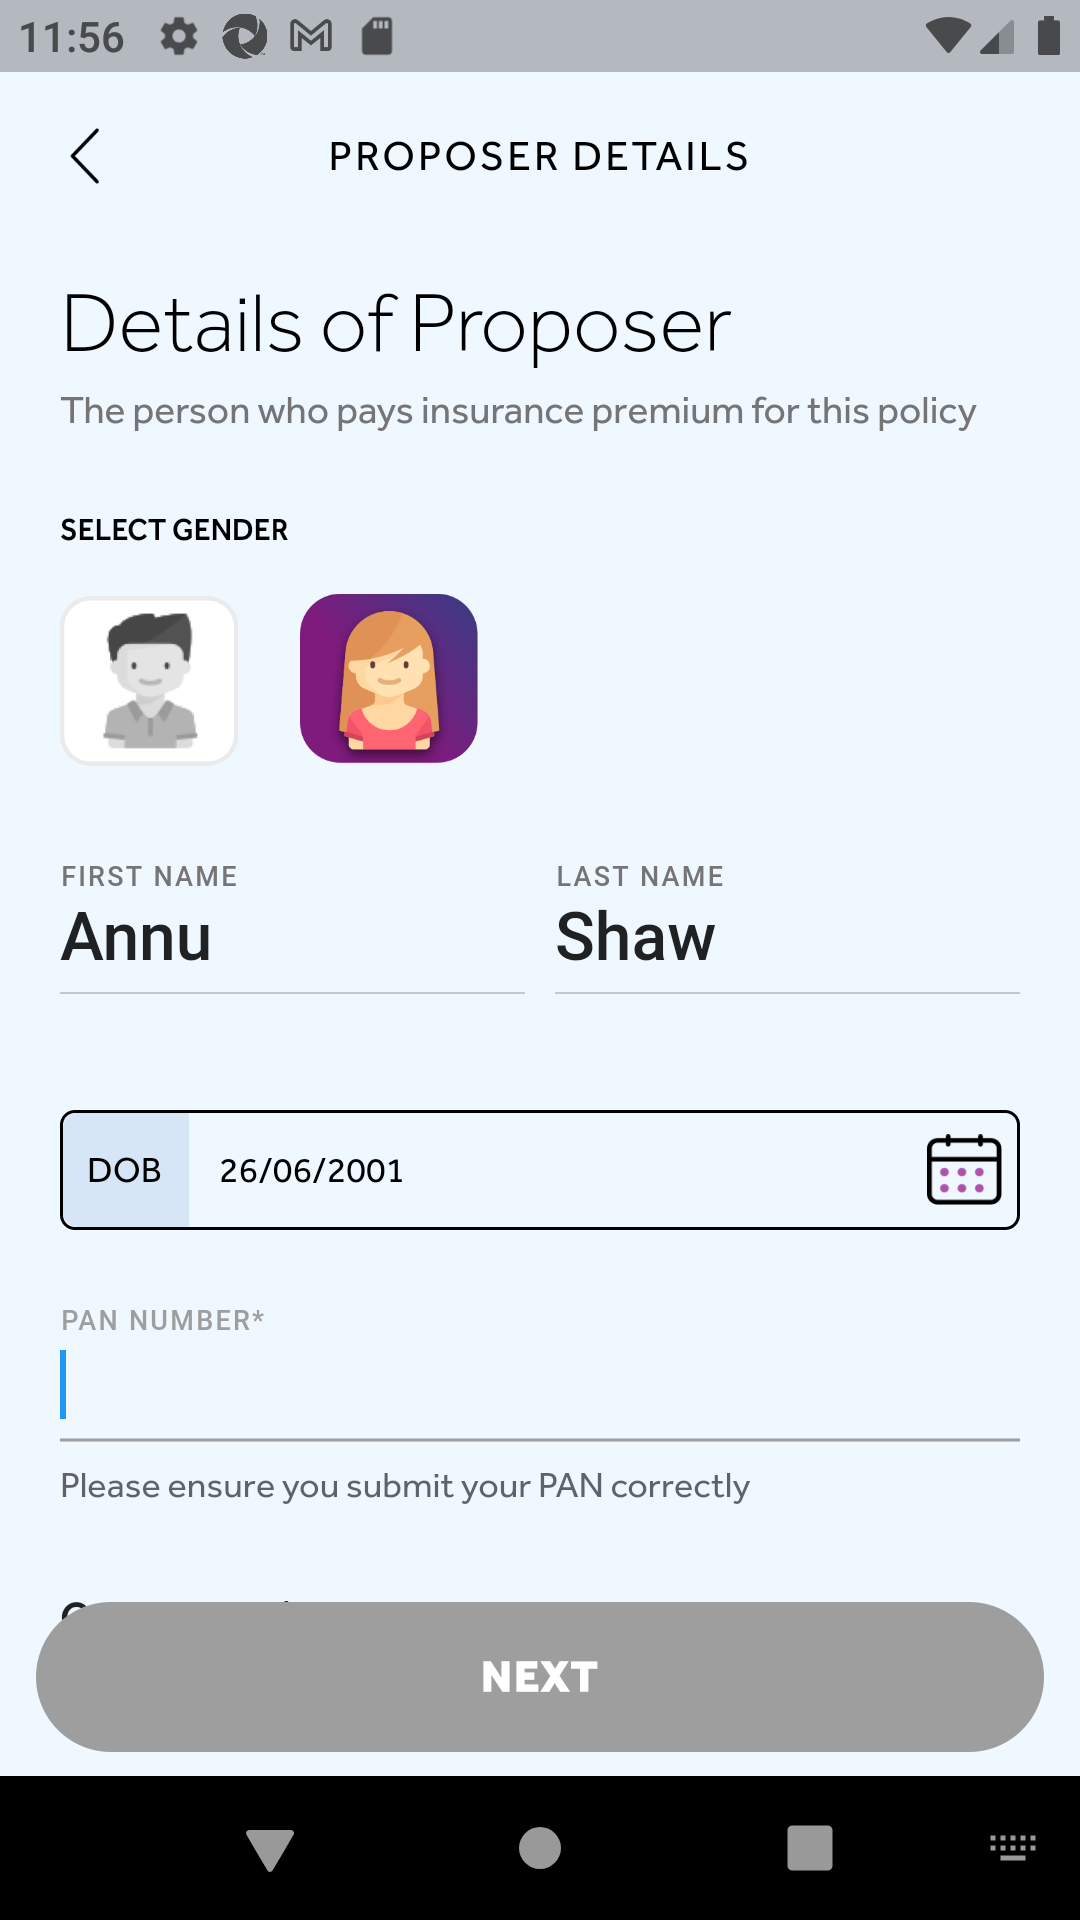 11:56
PROPOSER DETAILS
Details of Proposer
The person who pays insurance premium for this policy
SELECT GENDER
FIRST NAME
LAST NAME
Annu
Shaw
DOB
26/06/2001
PAN NUMBER*
Please ensure you submit your PAN correctly
NEXT